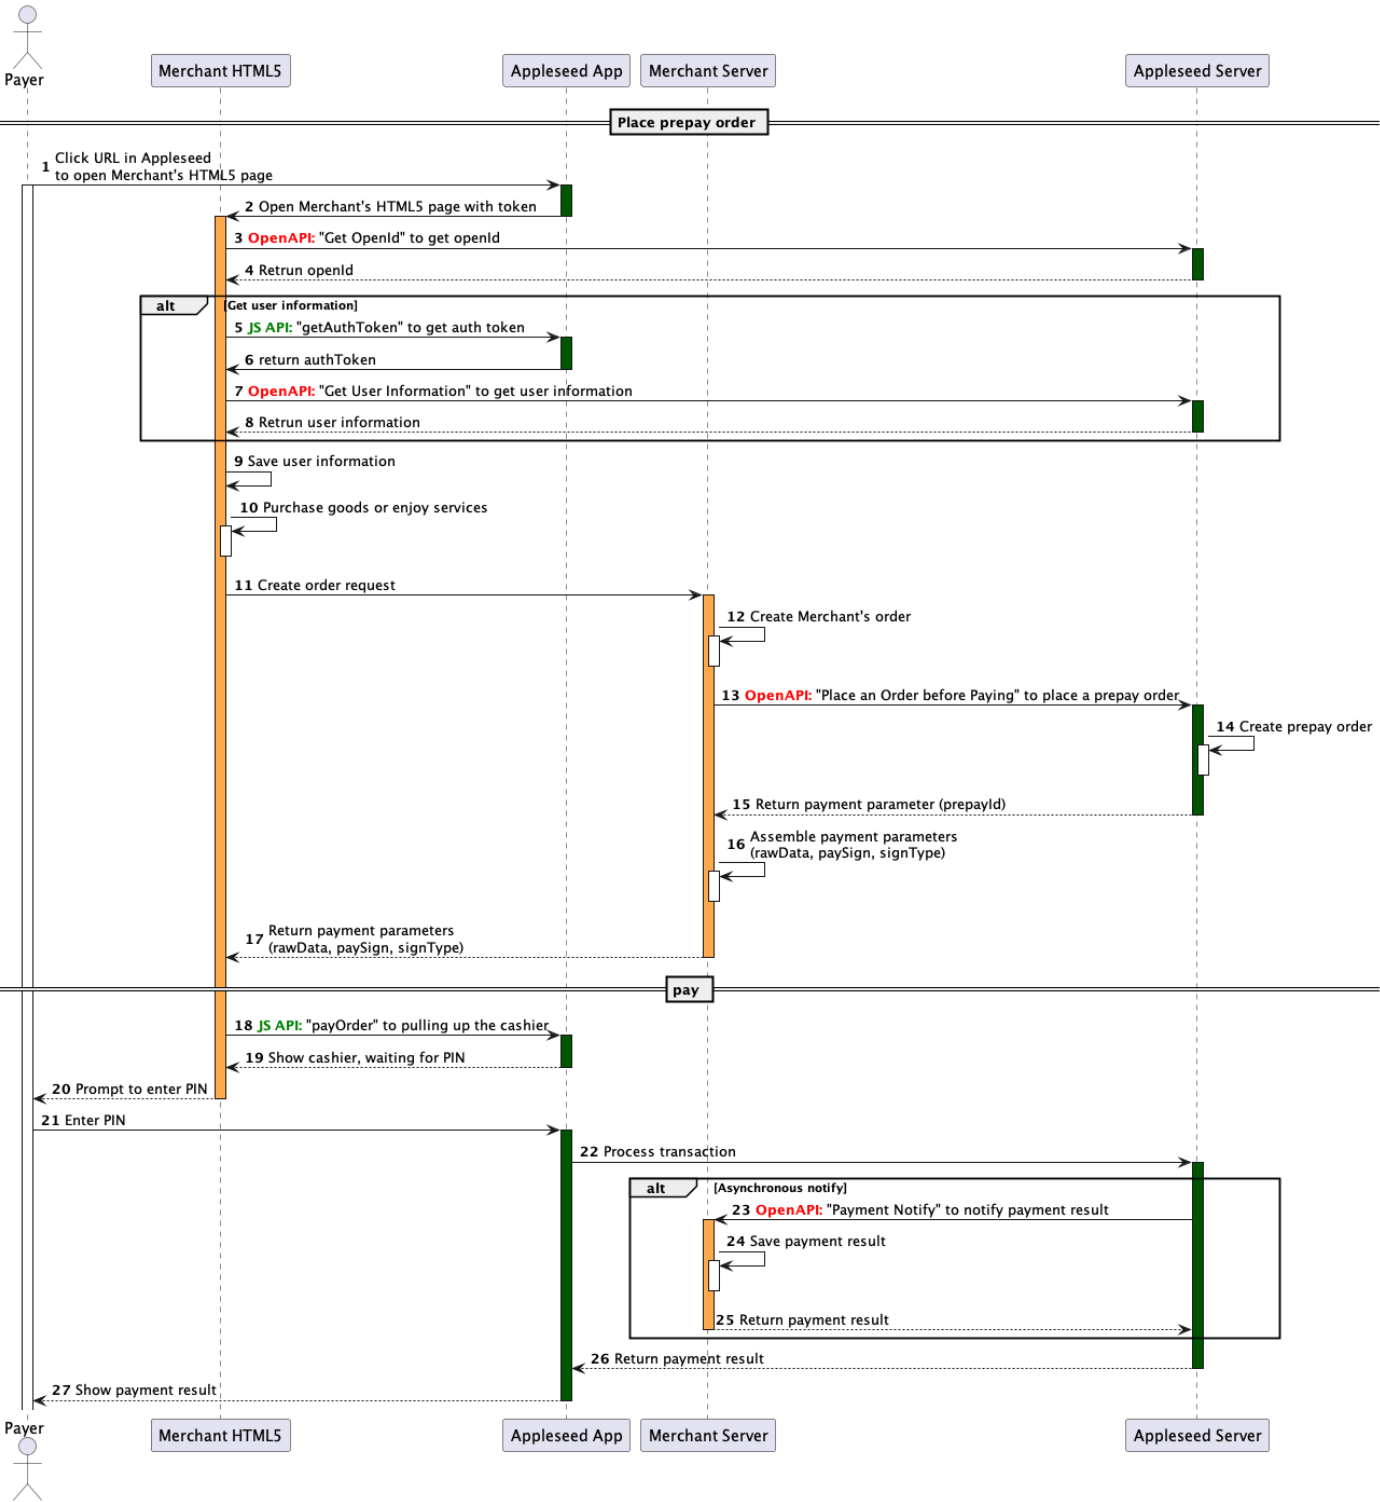 Payer
Merchant HTML5
Appleseed App
Merchant Server
Appleseed Server
Place prepay order
1 Click URL in Appleseed
to open Merchant's HTML5 page
2 Open Merchant's HTML5 page with token
3 OpenAPI: "Get OpenId" to get openId
4 Retrun openId
alt [Get user information]
5 JS API: "getAuthToken" to get auth token
6 return authToken
7 OpenAPI: "Get User Information" to get user information
8 Retrun user information
9 Save user information
10 Purchase goods or enjoy services
11 Create order request
12 Create Merchant's order
13 OpenAPI: "Place an Order before Paying" to place a prepay order
14 Create prepay order
15 Return payment parameter (prepayId)
16 Assemble payment parameters
(rawData, paySign, signType)
17 Return payment parameters
(rawData, paySign, signType)
pay
18 JS API: "payOrder" to pulling up the cashier
19 Show cashier, waiting for PIN
20 Prompt to enter PIN
21 Enter PIN
22 Process transaction
alt [Asynchronous notify]
23 OpenAPI: "Payment Notify" to notify payment result
24 Save payment result
25 Return payment result
26 Return payment result
27 Show payment result
Payer
Merchant HTML5
Appleseed App
Merchant Server
Appleseed Server